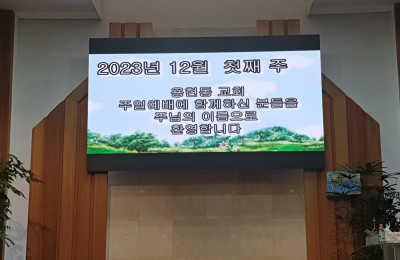 2023년 12월 첫째 주
용현동 교회
주일예배에 함께하신 분들을
주님의 이름으로
환영합니다